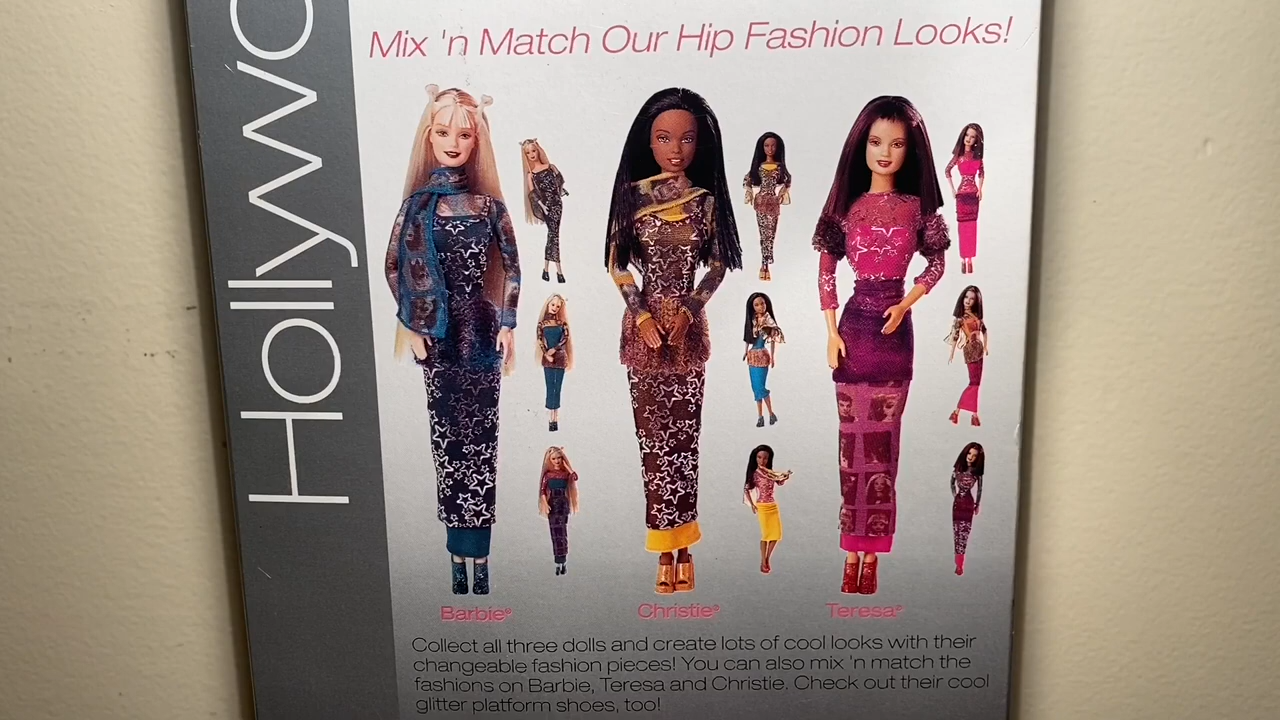 Hollywo
Mix 'n Match Our Hip Fashion Looks!
Barbie®
Christie®
Teresa®
Collect all three dolls and create lots of cool looks with their
changeable fashion pieces! You can also mix 'n match the
fashions on Barbie, Teresa and Christie. Check out their cool
glitter platform shoes, too!